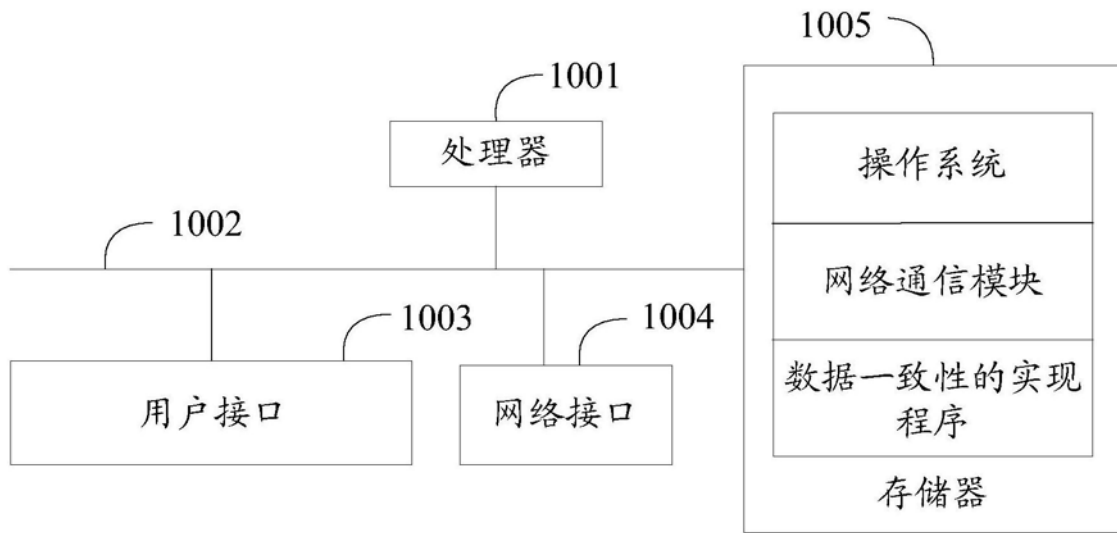 1005
1001
处理器
操作系统
1002
网络通信模块
1003
1004
用户接口
网络接口
数据一致性的实现
程序
存储器